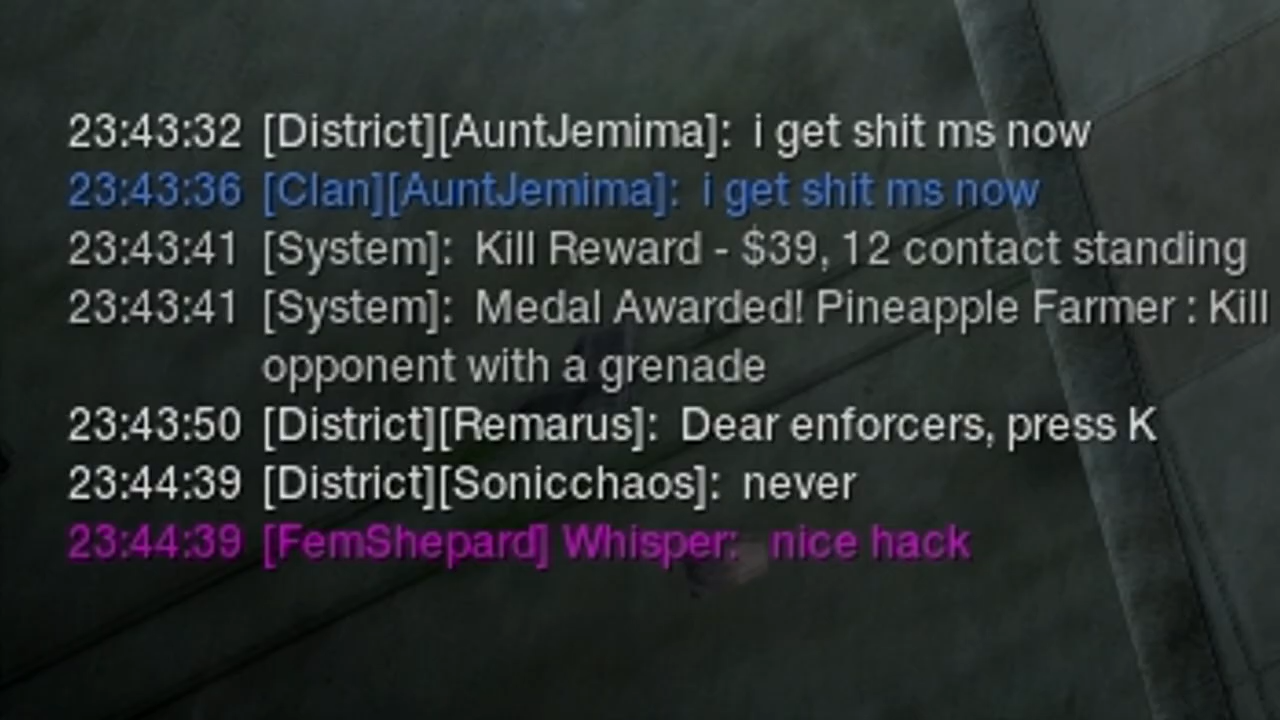 23:43:32 [District][AuntJemima]: i get shit ms now
23:43:36 [Clan][AuntJemima]: i get shit ms now
23:43:41 [System]: Kill Reward - $39, 12 contact standing
23:43:41 [System]: Medal Awarded! Pineapple Farmer : Kill
opponent with a grenade
23:43:50 [District][Remarus]: Dear enforcers, press K
23:44:39 [District][Sonicchaos]: never
23:44:39 [FemShepard] Whisper: nice hack